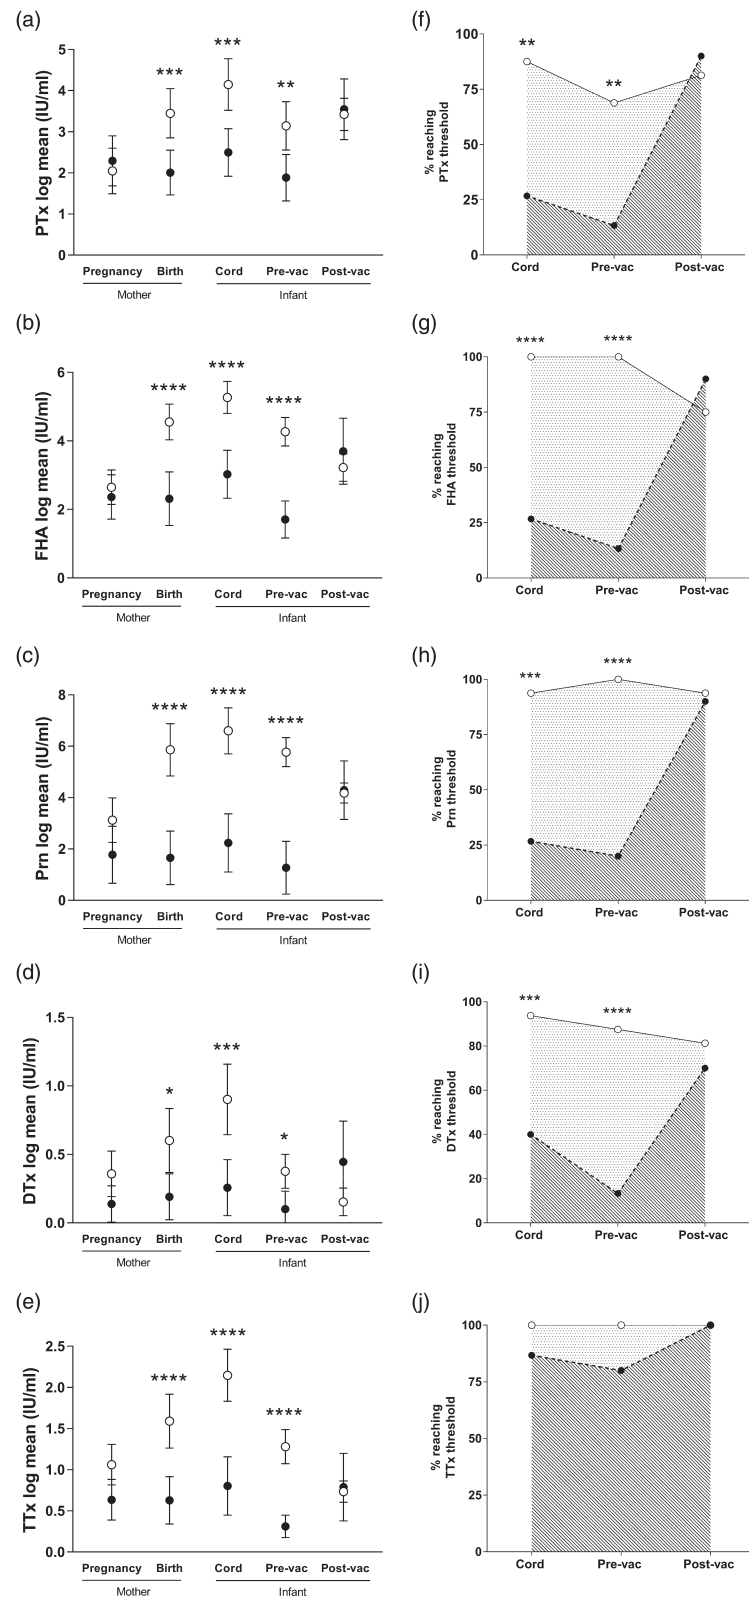 (a)
PTx log mean (IU/ml)
5
4
3
2
1
0
***
***
**
Pregnancy Birth Cord Pre-vac Post-vac
Mother Infant
(f)
% reaching
PTx threshold
100
75
50
25
0
**
**
Cord Pre-vac Post-vac
(b)
FHA log mean (IU/ml)
6
4
2
0
****
****
****
Pregnancy Birth Cord Pre-vac Post-vac
Mother Infant
(g)
% reaching
FHA threshold
100
75
50
25
0
****
****
Cord Pre-vac Post-vac
(c)
Prn log mean (IU/ml)
8
6
4
2
0
****
****
****
Pregnancy Birth Cord Pre-vac Post-vac
Mother Infant
(h)
% reaching
Prn threshold
100
75
50
25
0
***
****
Cord Pre-vac Post-vac
(d)
DTx log mean (IU/ml)
1.5
1.0
0.5
0.0
*
***
*
Pregnancy Birth Cord Pre-vac Post-vac
Mother Infant
(i)
% reaching
DTx threshold
100
80
60
40
20
0
***
****
Cord Pre-vac Post-vac
(e)
TTx log mean (IU/ml)
2.5
2.0
1.5
1.0
0.5
0.0
****
****
****
Pregnancy Birth Cord Pre-vac Post-vac
Mother Infant
(j)
% reaching
TTx threshold
100
75
50
25
0
Cord Pre-vac Post-vac